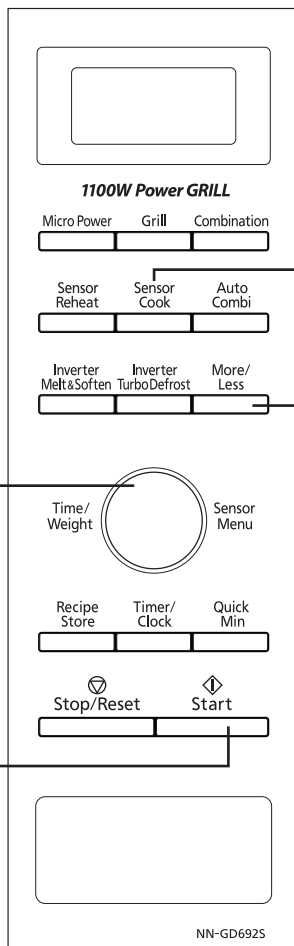 1100W Power GRILL
Micro Power Grill Combination
Sensor Sensor Auto
Reheat Cook Combi
Inverter Inverter More/
Melt&Soften TurboDefrost Less
Time/ Sensor
Weight Menu
Recipe Timer/ Quick
Store Clock Min
Stop/Reset Start
NN-GD692S